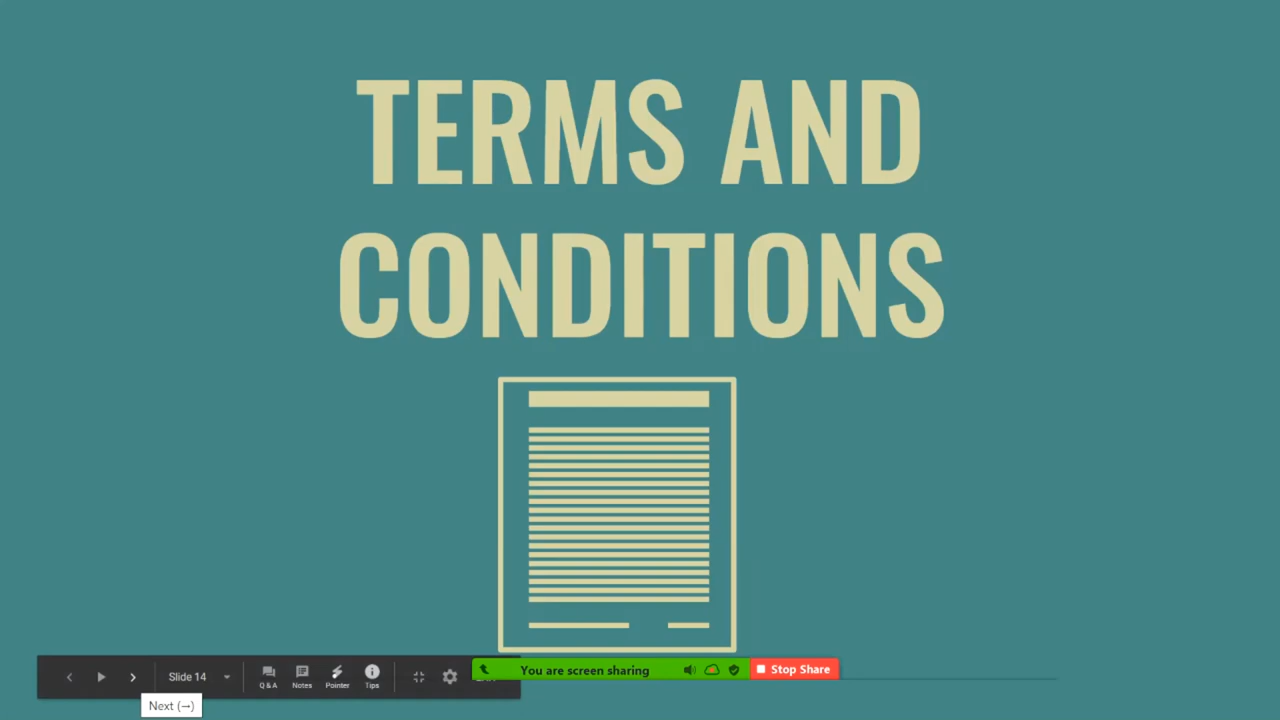 TERMS AND
CONDITIONS
Slide 14
Q & A
Notes
Pointer
Tips
You are screen sharing
Stop Share
Next (→)